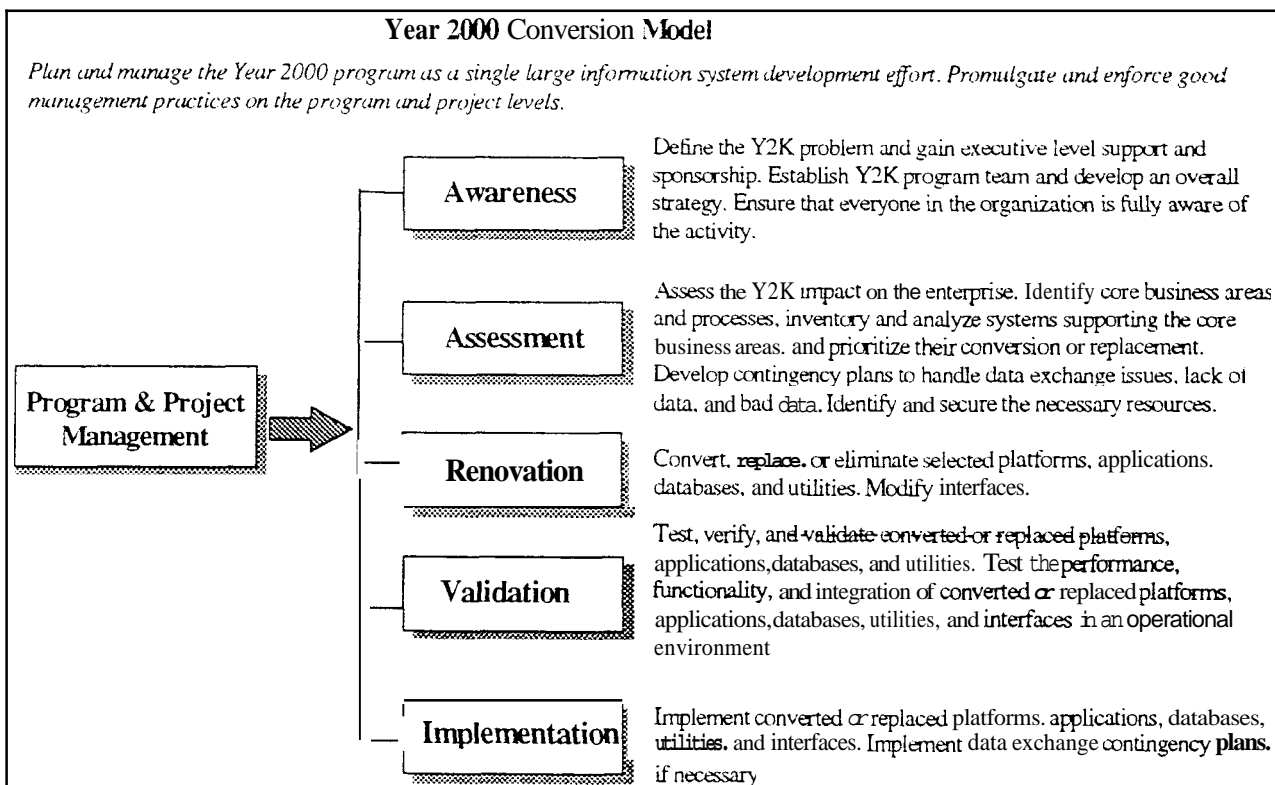 Year 2000 Conversion Model
Plan and manage the Year 2000 program as a single large information system development effort. Promulgate and enforce good
management practices on the program and project levels.
Program & Project
Management
Awareness
Define the Y2K problem and gain executive level support and
sponsorship. Establish Y2K program team and develop an overall
strategy. Ensure that everyone in the organization is fully aware of
the activity.
Assessment
Assess the Y2K impact on the enterprise. Identify core business areas
and processes, inventory and analyze systems supporting the core
business areas. and prioritize their conversion or replacement.
Develop contingency plans to handle data exchange issues, lack of
data, and bad data. Identify and secure the necessary resources.
Renovation
Convert, replace. or eliminate selected platforms, applications.
databases, and utilities. Modify interfaces.
Validation
Test, verify, and validate converted or replaced platforms,
applications,databases, and utilities. Test the performance,
functionality, and integration of converted or replaced platforms,
applications,databases, utilities, and interfaces in an operational
environment
Implementation
Implement converted or replaced platforms. applications, databases,
utilities. and interfaces. Implement data exchange contingency plans.
if necessary